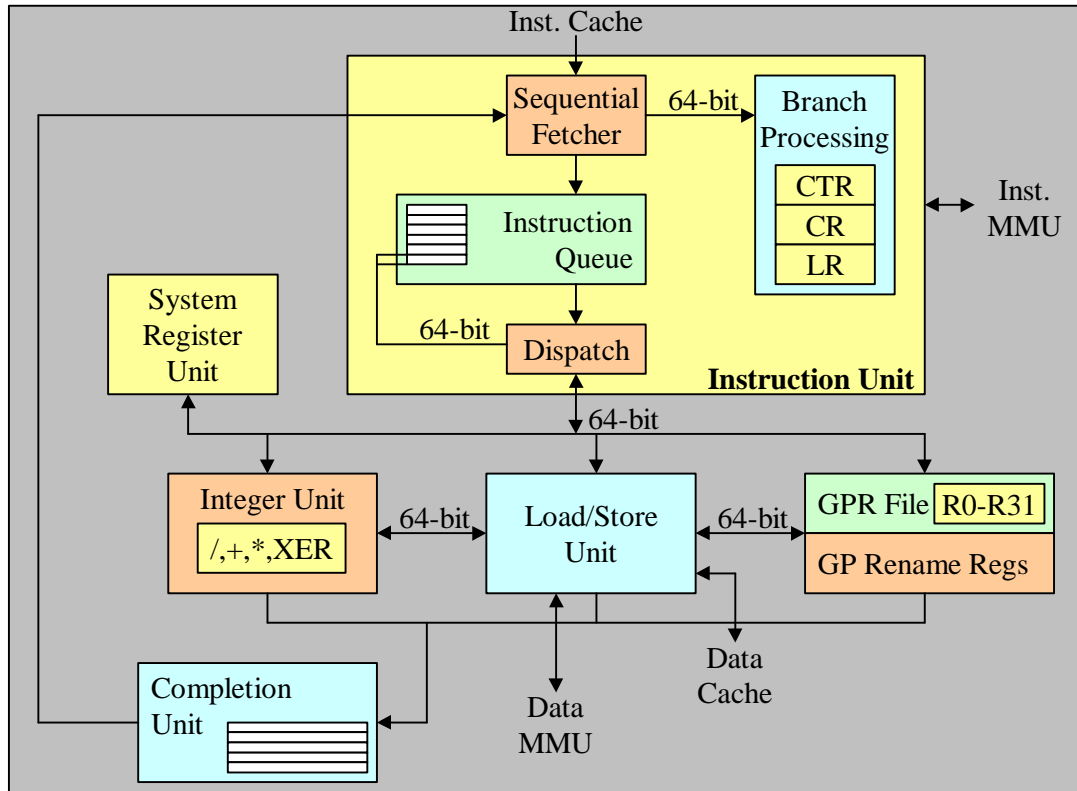 Inst. Cache
Sequential
Fetcher
64-bit
Branch
Processing
CTR
CR
LR
Inst.
MMU
Instruction
Queue
64-bit
Dispatch
Instruction Unit
System
Register
Unit
64-bit
Integer Unit
/,+,*,XER
64-bit
Load/Store
Unit
64-bit
GPR File
R0-R31
GP Rename Regs
Completion
Unit
Data
MMU
Data
Cache